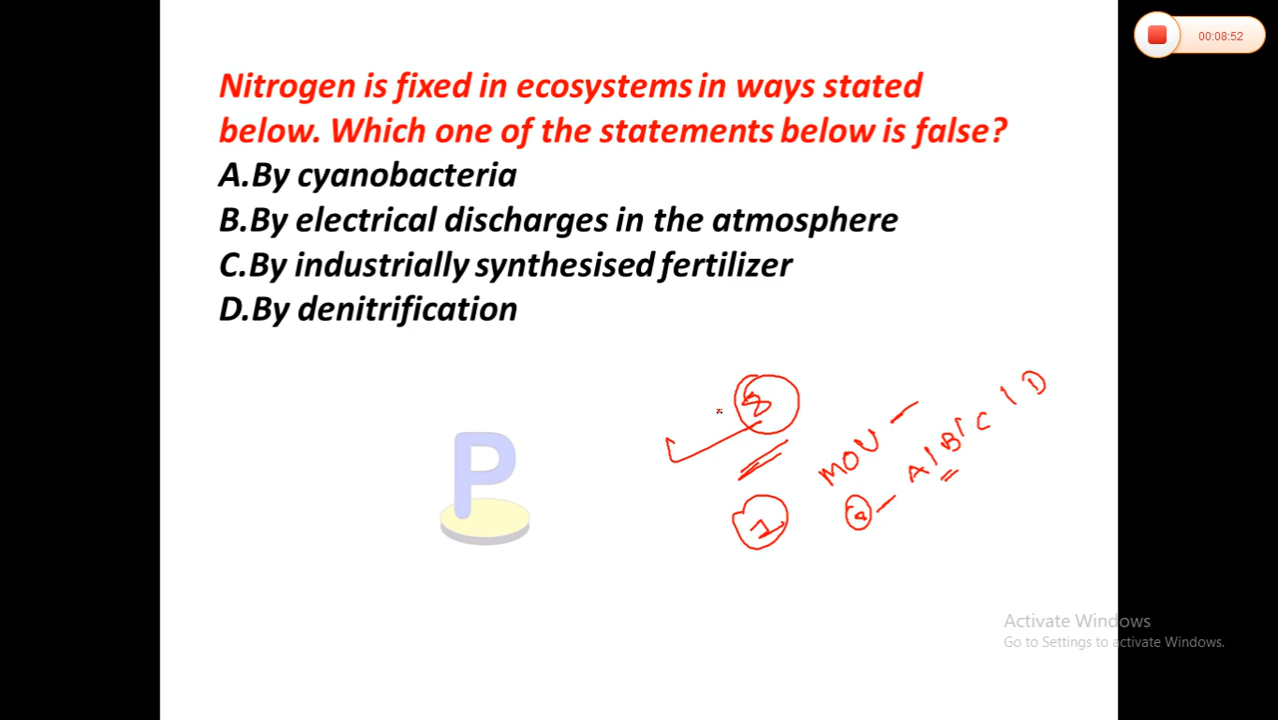 00:08:52
Nitrogen is fixed in ecosystems in ways stated
below. Which one of the statements below is false?
A.By cyanobacteria
B.By electrical discharges in the atmosphere
C.By industrially synthesised fertilizer
D.By denitrification
8
MOU -
A | B | C | D
P
Activate Windows
Go to Settings to activate Windows.